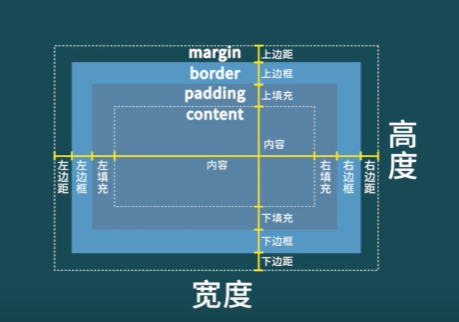 margin
上边距
border
上边框
padding
上填充
content
内容
左边距
左边框
左填充
内容
右填充
右边框
右边距
高度
下填充
下边框
下边距
宽度